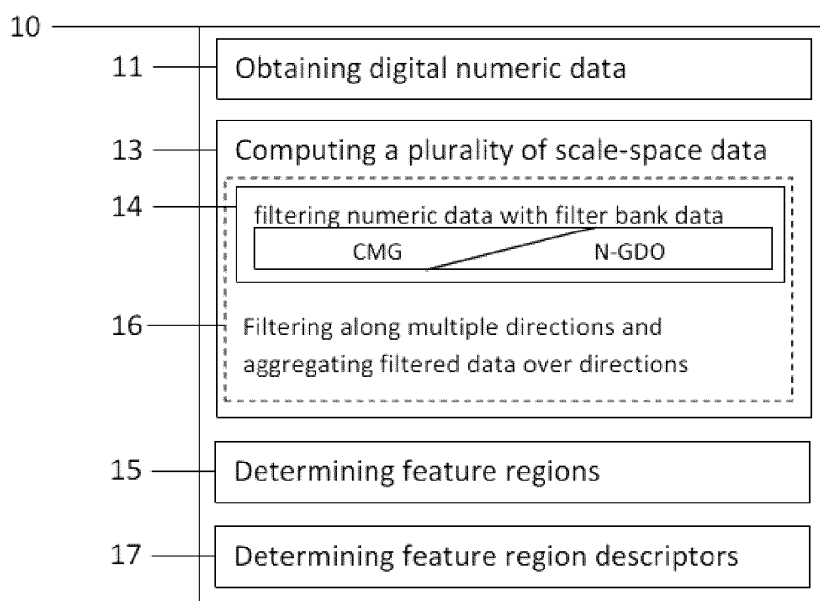 10
11 Obtaining digital numeric data
13 Computing a plurality of scale-space data
14 filtering numeric data with filter bank data
CMG N-GDO
16 Filtering along multiple directions and
aggregating filtered data over directions
15 Determining feature regions
17 Determining feature region descriptors